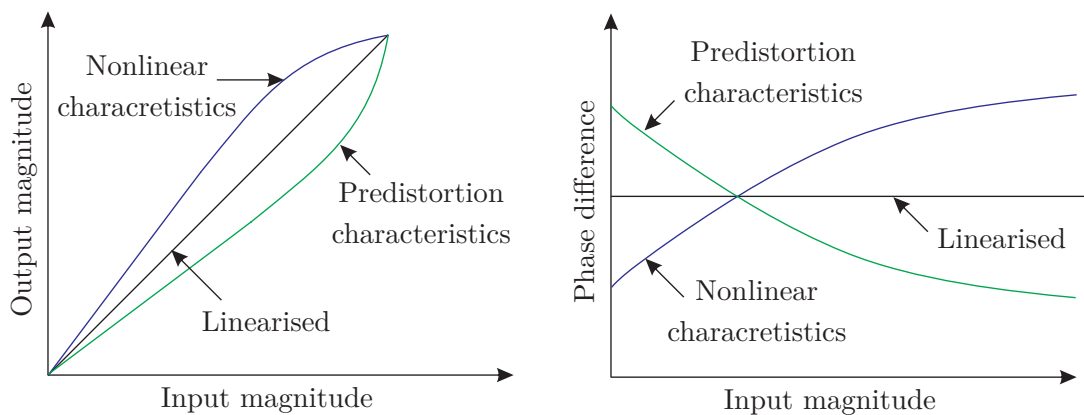 Output magnitude
Nonlinear
characretistics
Predistortion
characteristics
Linearised
Input magnitude
Phase difference
Predistortion
characteristics
Linearised
Nonlinear
characretistics
Input magnitude